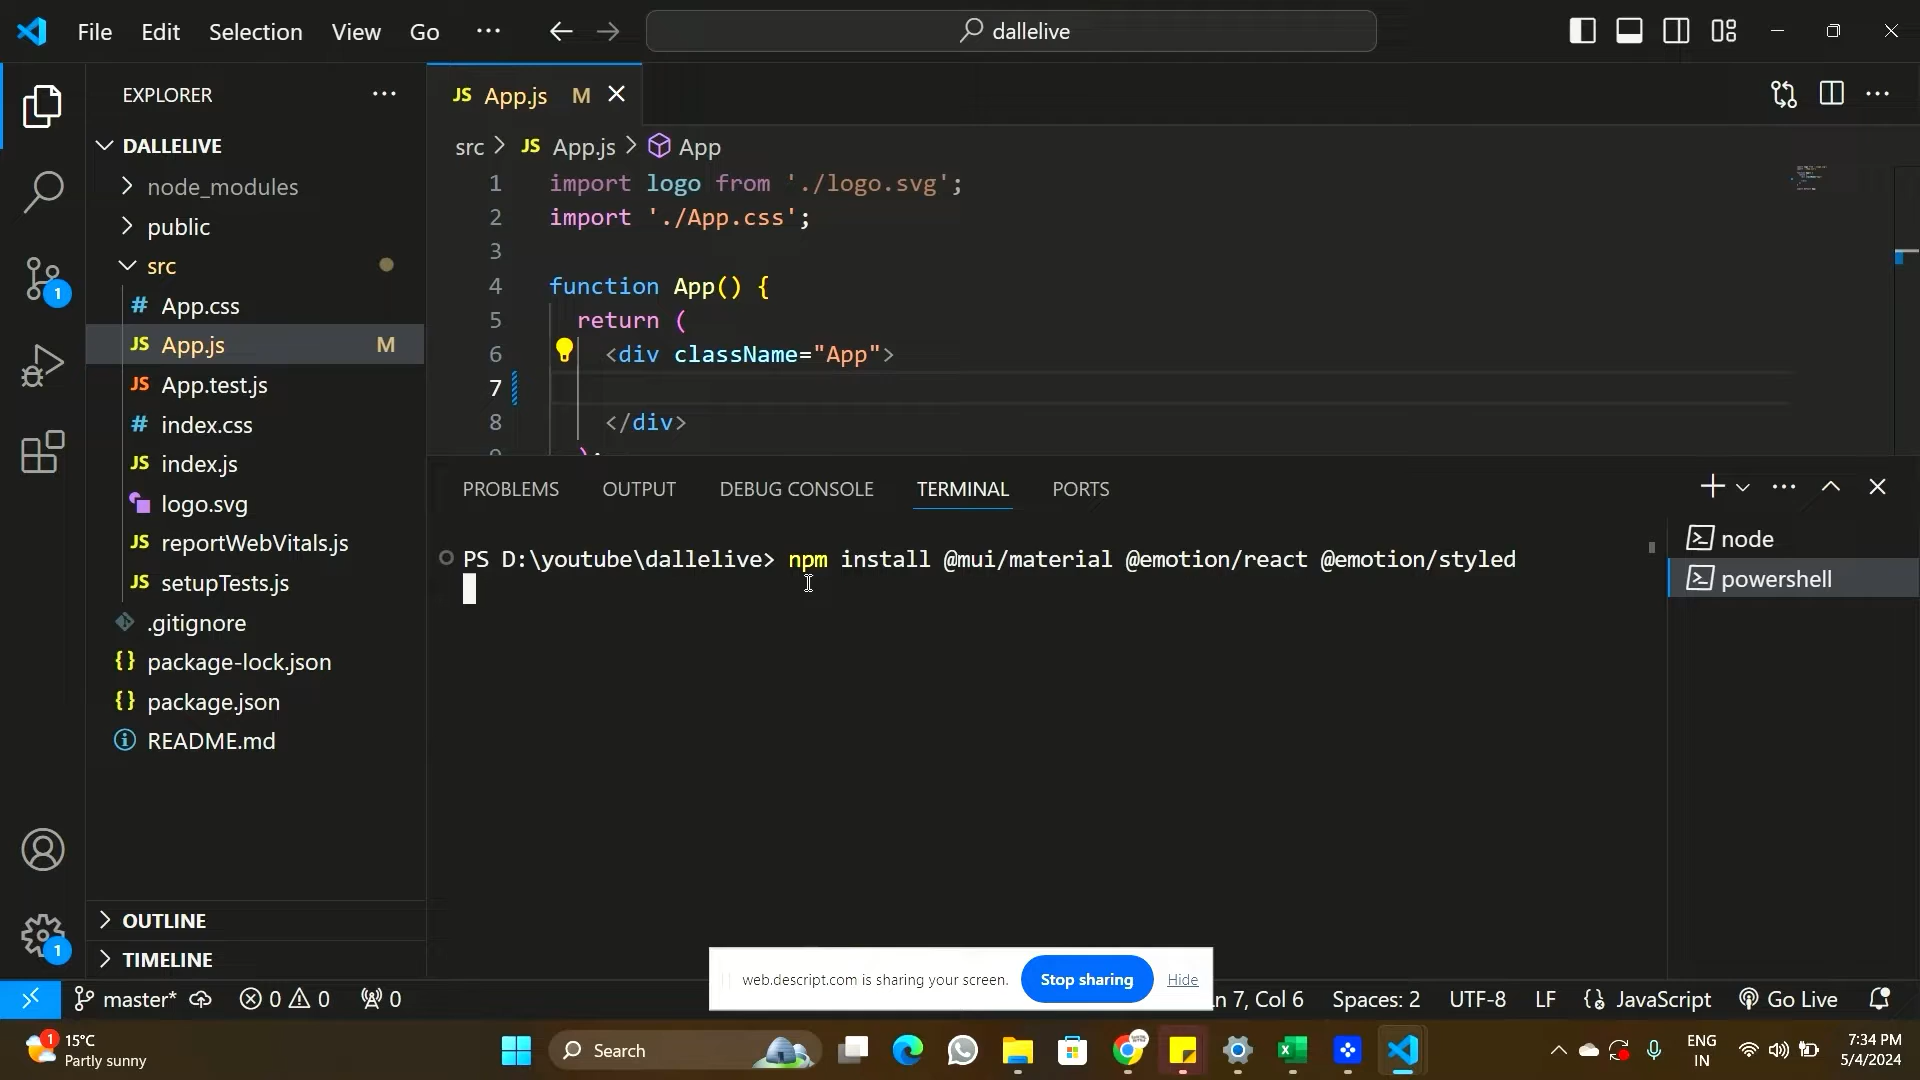 File Edit Selection View Go ··· dallelive
EXPLORER ···
DALLELIVE
node_modules
public
src
# App.css
JS App.js M
JS App.test.js
# index.css
JS index.js
logo.svg
JS reportWebVitals.js
JS setupTests.js
.gitignore
{} package-lock.json
{} package.json
README.md
OUTLINE
TIMELINE
JS App.js M
src > JS App.js > App
1 import logo from './logo.svg';
2 import './App.css';
3
4 function App() {
5 return (
6 <div className="App">
7
8 </div>
PROBLEMS OUTPUT DEBUG CONSOLE TERMINAL PORTS
PS D:\youtube\dallelive> npm install @mui/material @emotion/react @emotion/styled
node
powershell
web.descript.com is sharing your screen. Stop sharing Hide
1
1
master* 0 0 0 Ln 7, Col 6 Spaces: 2 UTF-8 LF {} JavaScript Go Live
1 15°C
Partly sunny
Search
ENG
IN
7:34 PM
5/4/2024